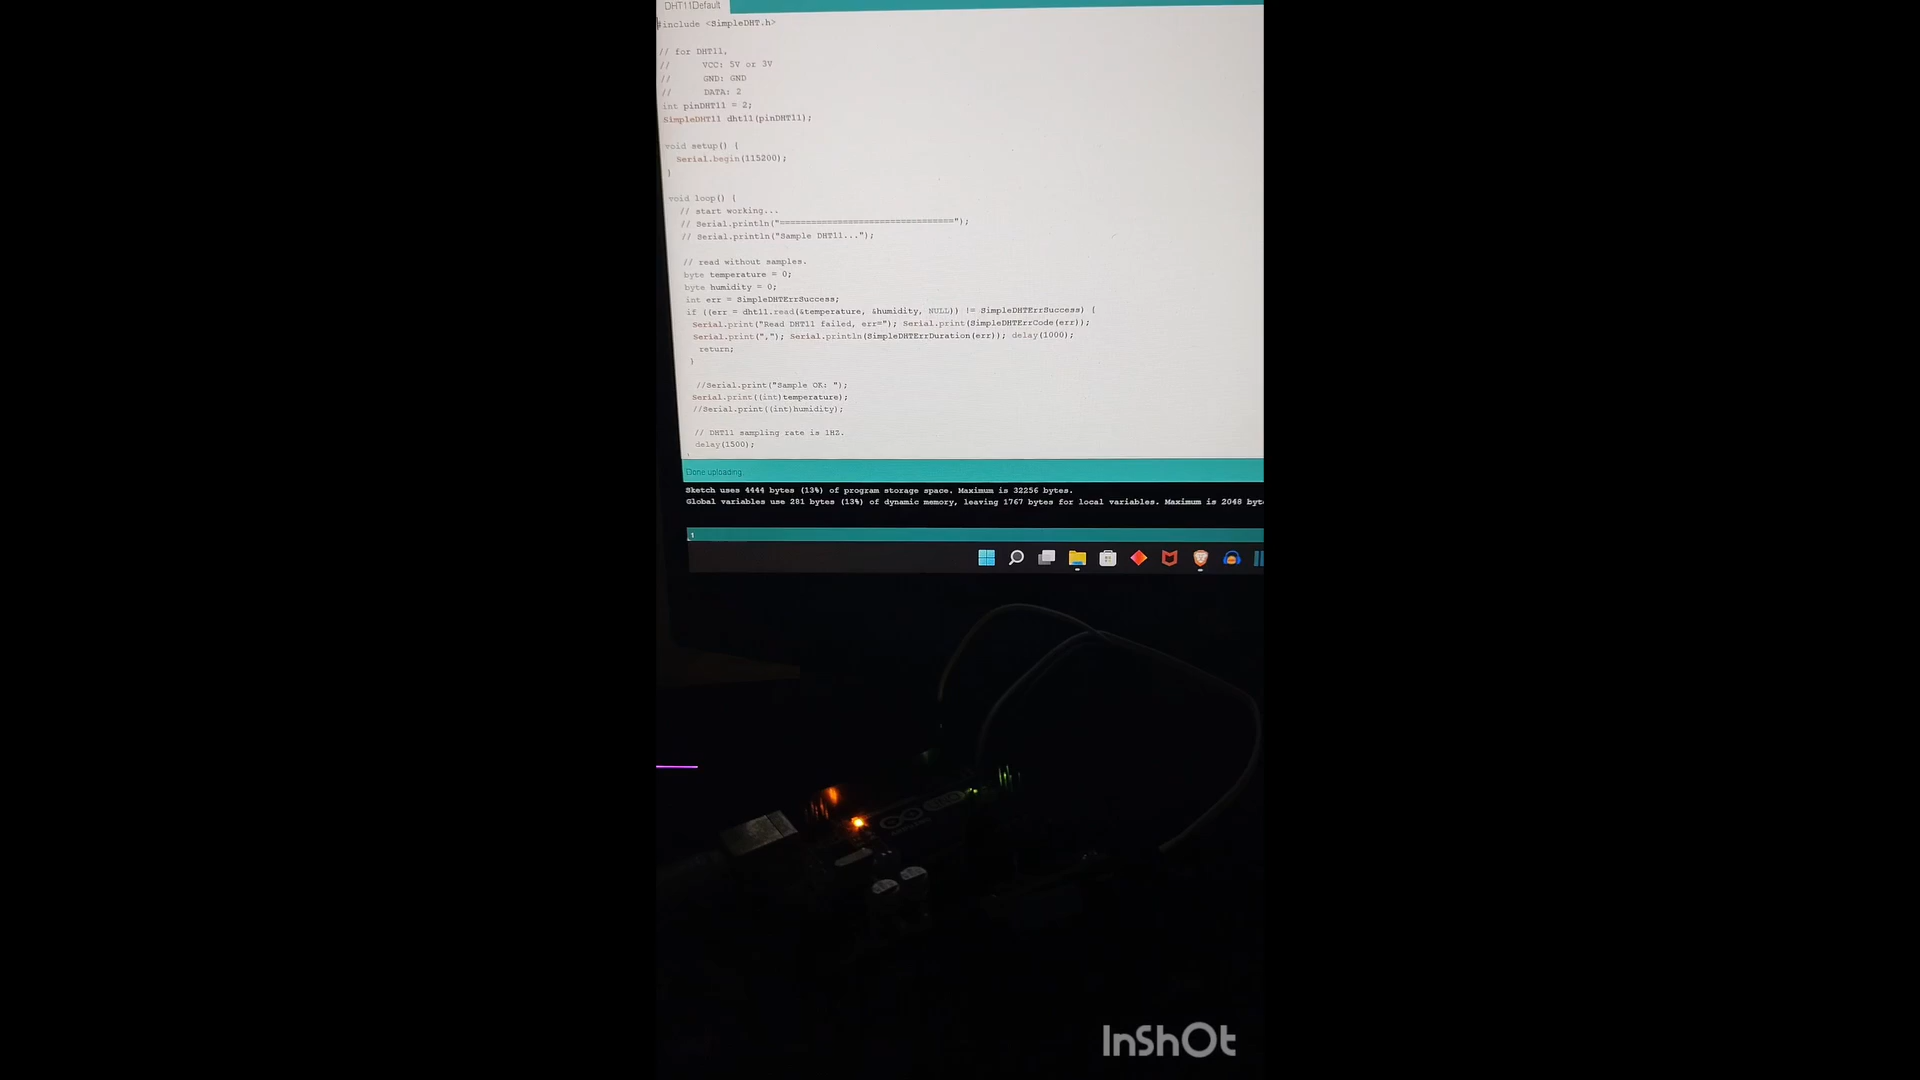 DHT11Default
#include <SimpleDHT.h>
// for DHT11,
//      VCC: 5V or 3V
//      GND: GND
//      DATA: 2
int pinDHT11 = 2;
SimpleDHT11 dht11(pinDHT11);
void setup() {
  Serial.begin(115200);
}
void loop() {
  // start working...
  // Serial.println("=================================");
  // Serial.println("Sample DHT11...");
  // read without samples.
  byte temperature = 0;
  byte humidity = 0;
  int err = SimpleDHTErrSuccess;
  if ((err = dht11.read(&temperature, &humidity, NULL)) != SimpleDHTErrSuccess) {
    Serial.print("Read DHT11 failed, err="); Serial.print(SimpleDHTErrCode(err));
    Serial.print(","); Serial.println(SimpleDHTErrDuration(err)); delay(1000);
    return;
  }
  //Serial.print("Sample OK: ");
  Serial.print((int)temperature);
  //Serial.print((int)humidity);
  // DHT11 sampling rate is 1HZ.
  delay(1500);
Done uploading
Sketch uses 4444 bytes (13%) of program storage space. Maximum is 32256 bytes.
Global variables use 281 bytes (13%) of dynamic memory, leaving 1767 bytes for local variables. Maximum is 2048 byt
1
InShOt